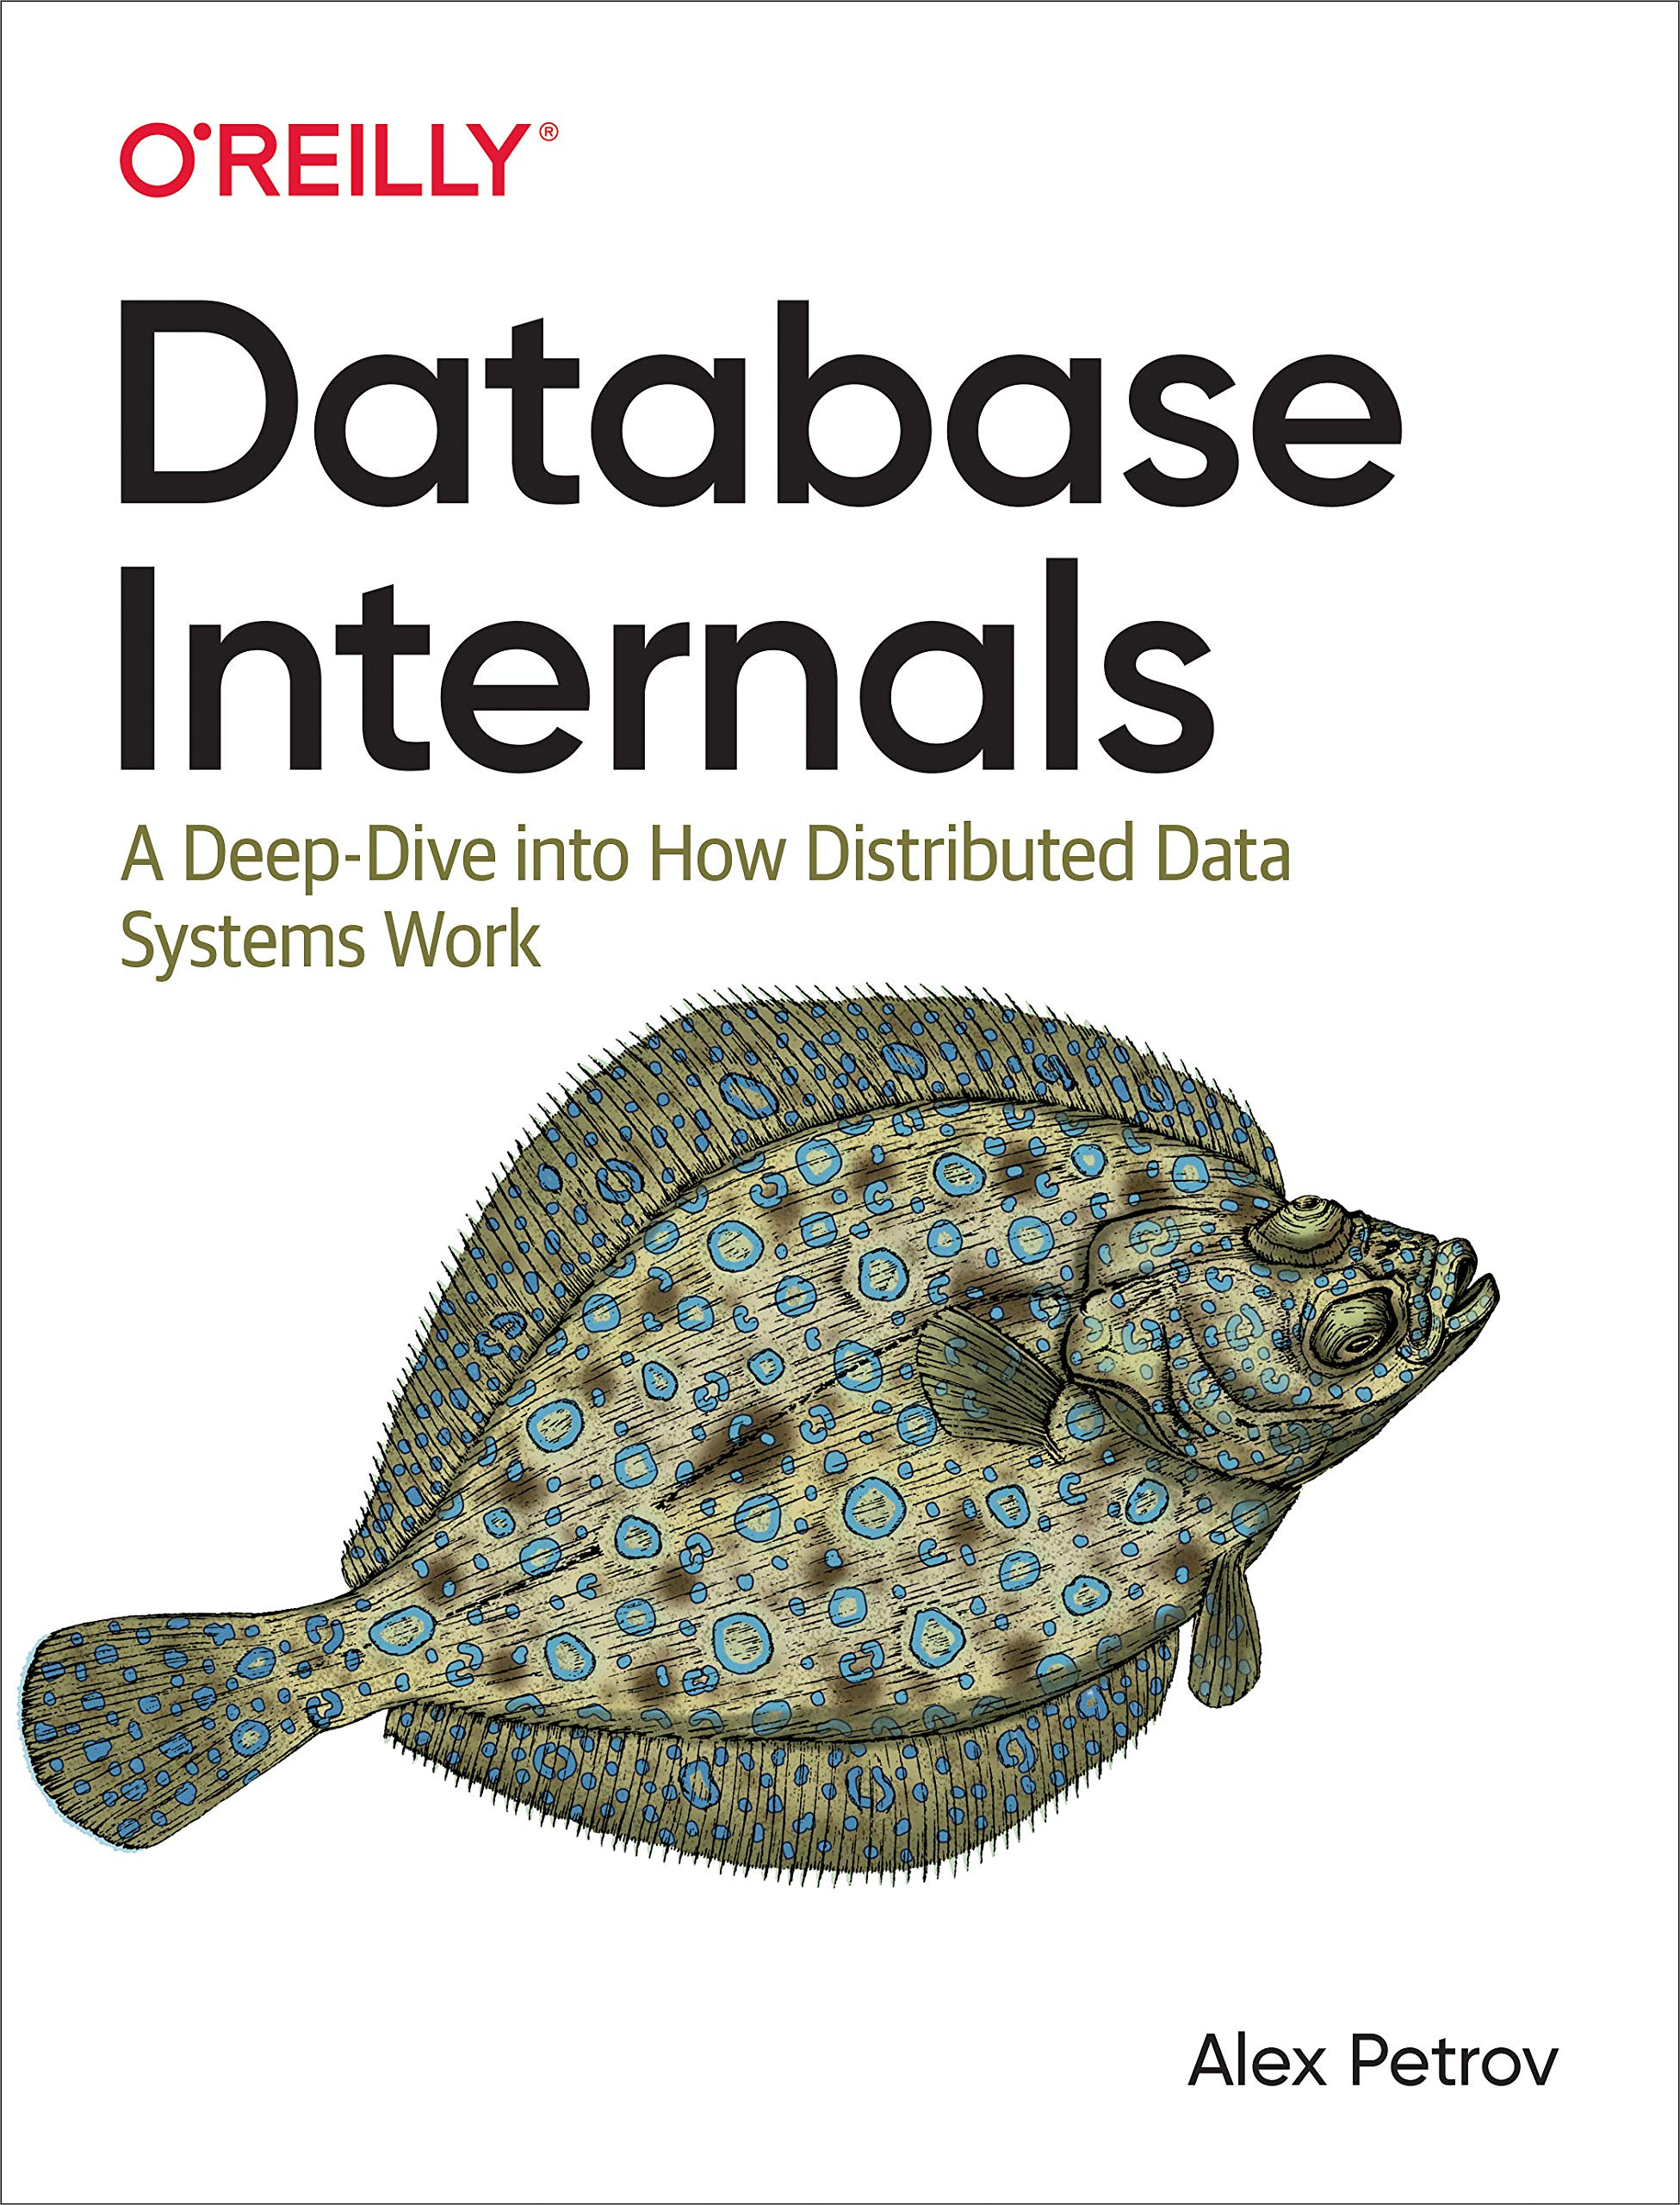 O'REILLY®
Database
Internals
A Deep-Dive into How Distributed Data
Systems Work
Alex Petrov